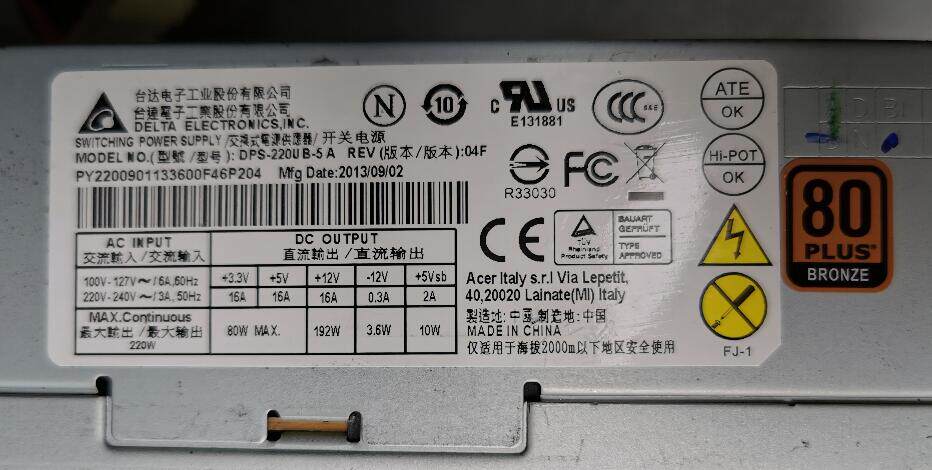 台达电子工业股份有限公司
台達電子工業股份有限公司
DELTA ELECTRONICS,INC.
SWITCHING POWER SUPPLY /交換式電源供應器/ 开关电源
MODEL NO.(型號/型号): DPS-220UB-5 A REV (版本/版本):04F
PY2200901133600F46P204 Mfg Date:2013/09/02
AC INPUT
交流輸入/交流输入
100V-127V～/6A,60Hz
220V-240V～/3A,50Hz
MAX.Continuous
最大輸出/最大输出
220W
DC OUTPUT
直流輸出/直流输出
+3.3V +5V +12V -12V +5Vsb
16A 16A 16A 0.3A 2A
80W MAX. 192W 3.6W 10W
N
10
C RU US
E131881
CCC S&E
ATE
OK
R33030
FC
Hi-POT
OK
CE
TÜV
Rheinland
Product Safety
BAUART
GEPRÜFT
TYPE
APPROVED
Acer Italy s.r.l Via Lepetit,
40,20020 Lainate(MI) Italy
製造地:中國,制造地:中国
MADE IN CHINA
仅适用于海拔2000m以下地区安全使用
FJ-1
80
PLUS
BRONZE